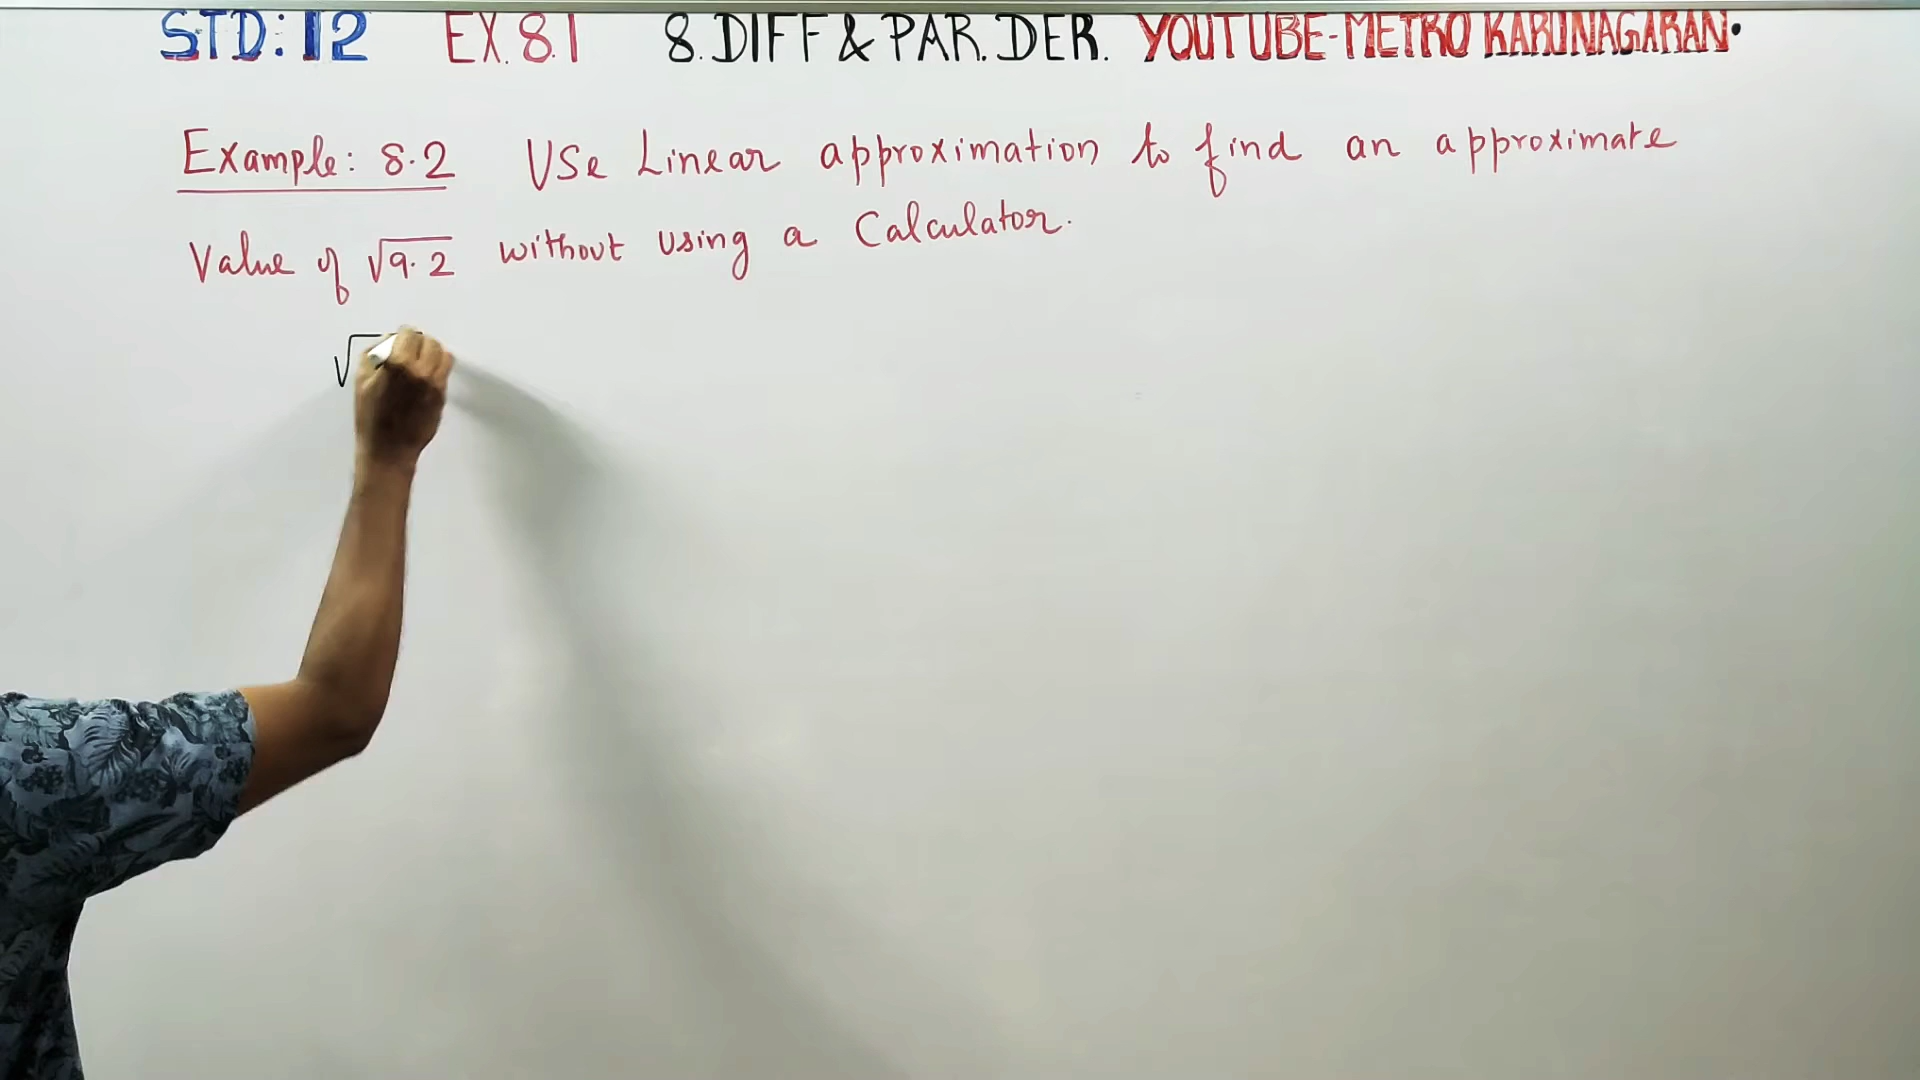 STD: 12 EX. 8.1 8. DIFF & PAR. DER. YOUTUBE-METRO KARUNAGARAN.
Example: 8.2 Use Linear approximation to find an approximate
Value of √9.2 without using a Calculator.
√